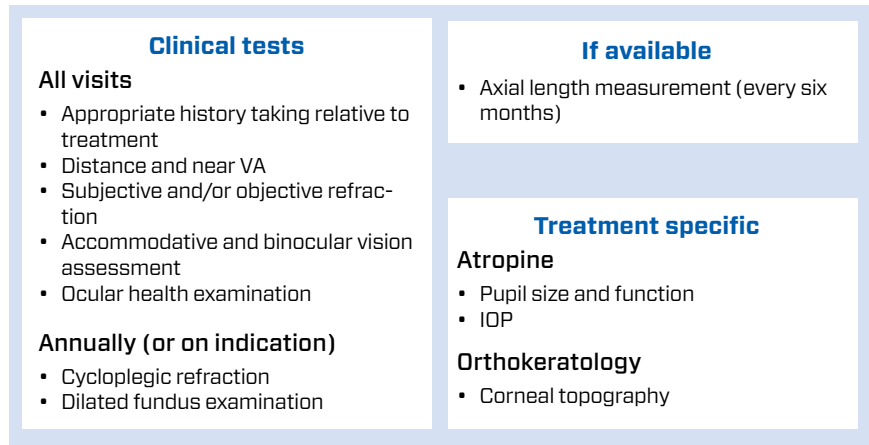 Clinical tests
All visits
• Appropriate history taking relative to
treatment
• Distance and near VA
• Subjective and/or objective refrac-
tion
• Accommodative and binocular vision
assessment
• Ocular health examination
Annually (or on indication)
• Cycloplegic refraction
• Dilated fundus examination
If available
• Axial length measurement (every six
months)
Treatment specific
Atropine
• Pupil size and function
• IOP
Orthokeratology
• Corneal topography